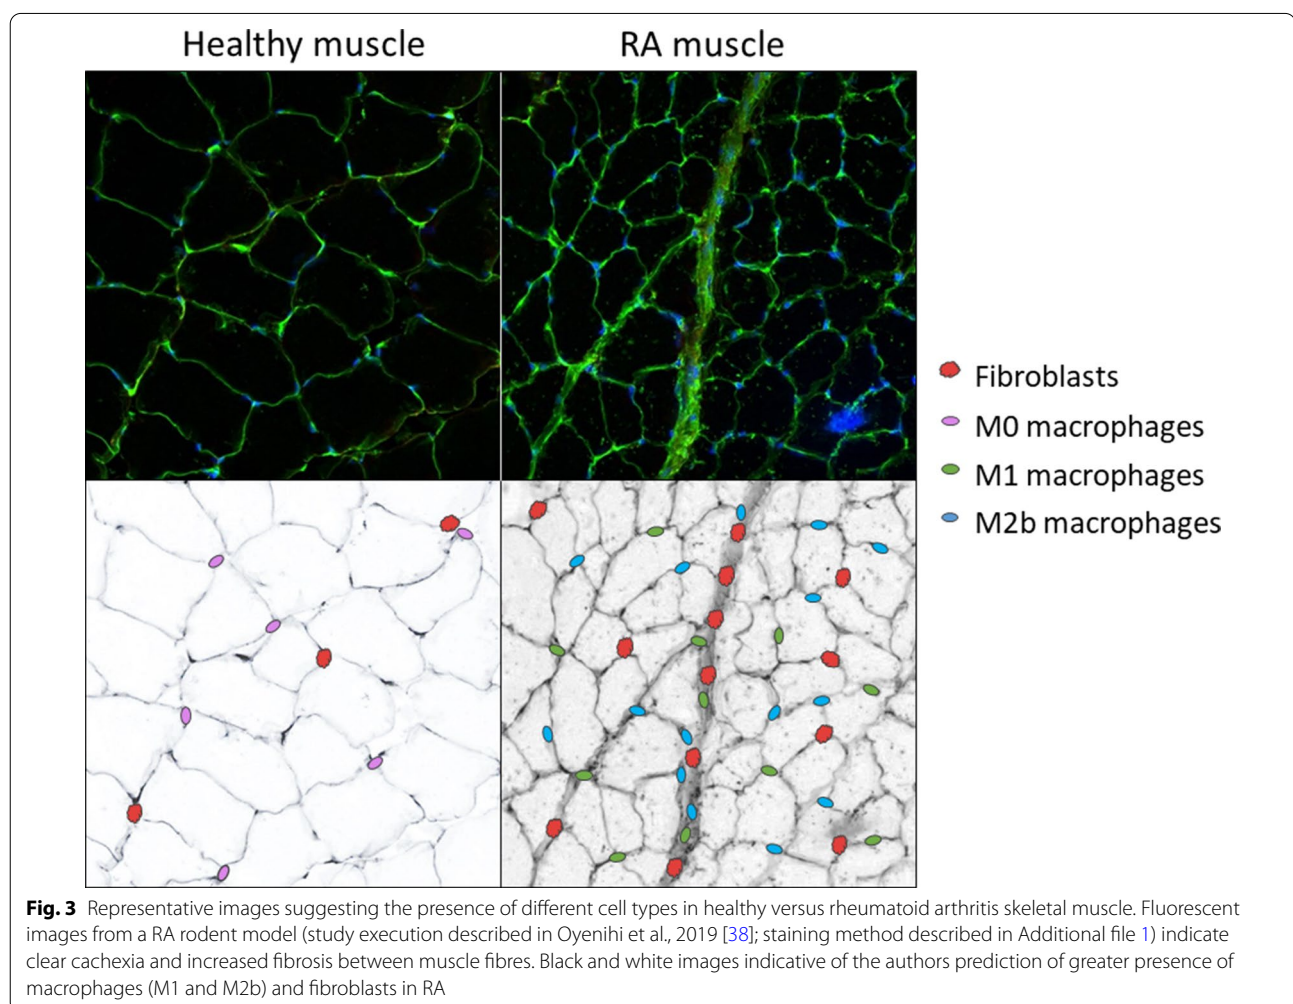 Healthy muscle
RA muscle
Fibroblasts
M0 macrophages
M1 macrophages
M2b macrophages
Fig. 3 Representative images suggesting the presence of different cell types in healthy versus rheumatoid arthritis skeletal muscle. Fluorescent
images from a RA rodent model (study execution described in Oyenihi et al., 2019 [38]; staining method described in Additional file 1) indicate
clear cachexia and increased fibrosis between muscle fibres. Black and white images indicative of the authors prediction of greater presence of
macrophages (M1 and M2b) and fibroblasts in RA